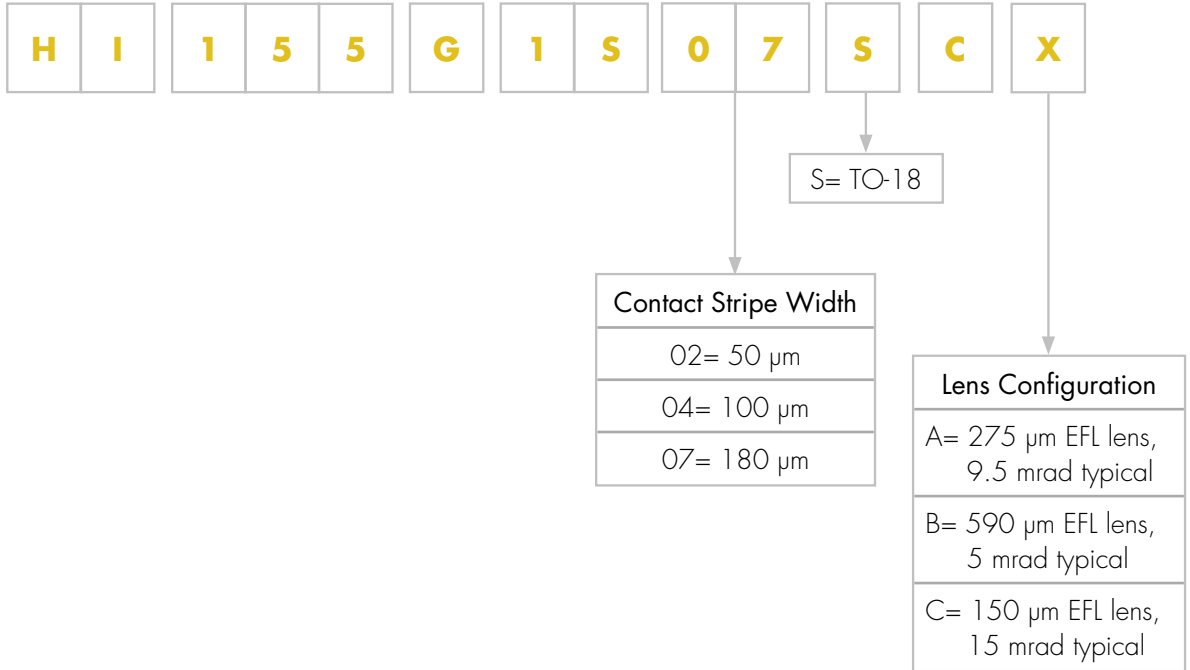 H I 1 5 5 G 1 S 0 7 S C X
S= TO-18
Contact Stripe Width
02= 50 µm
04= 100 µm
07= 180 µm
Lens Configuration
A= 275 µm EFL lens,
9.5 mrad typical
B= 590 µm EFL lens,
5 mrad typical
C= 150 µm EFL lens,
15 mrad typical